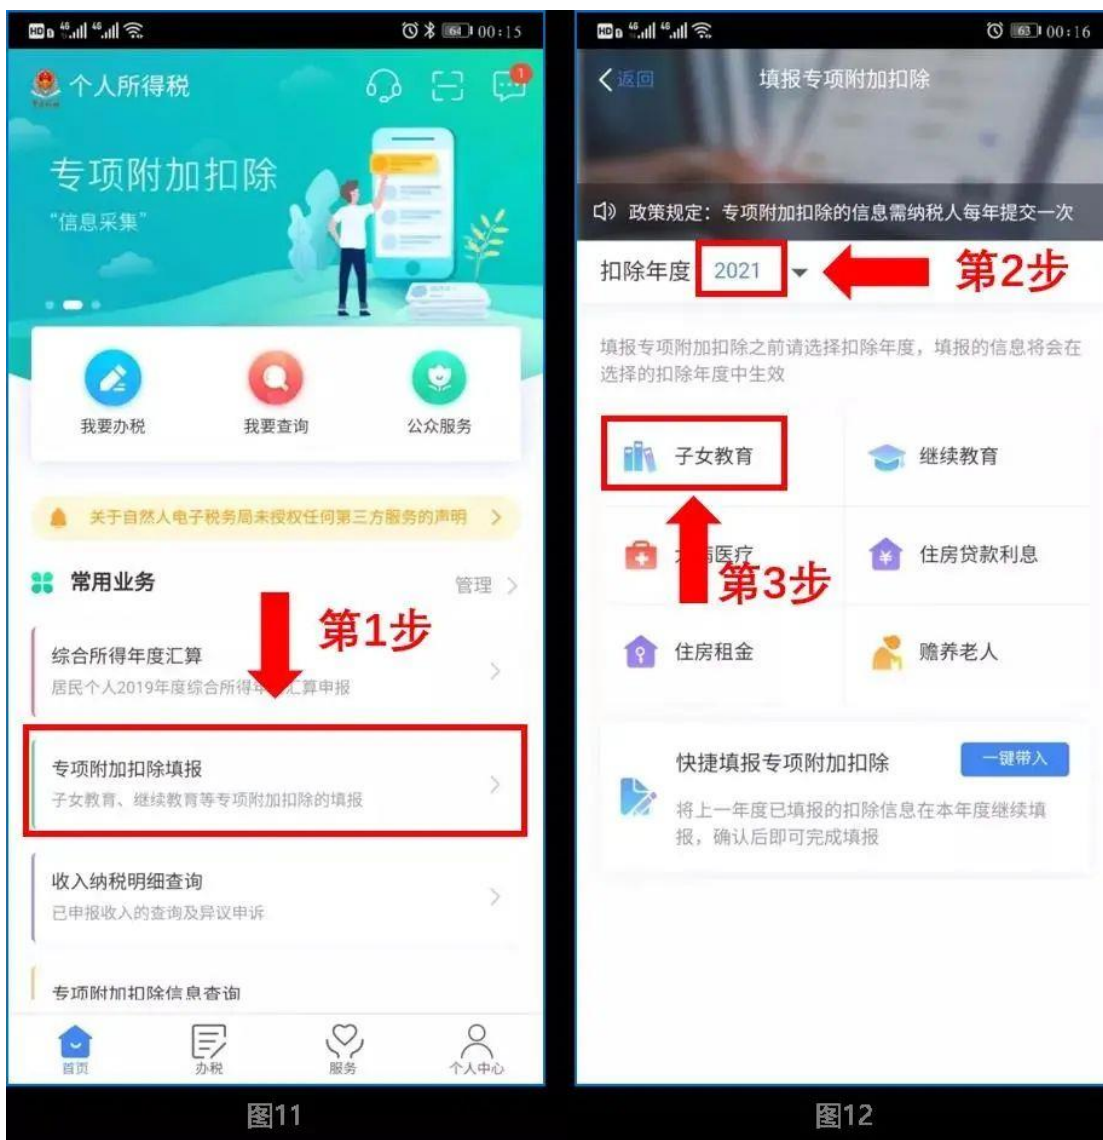 HD 4G 4G 64 00:15
个人所得税
1
专项附加扣除
“信息采集”
我要办税 我要查询 公众服务
关于自然人电子税务局未授权任何第三方服务的声明
常用业务 管理
第1步
综合所得年度汇算
居民个人2019年度综合所得年 汇算申报
专项附加扣除填报
子女教育、继续教育等专项附加扣除的填报
收入纳税明细查询
已申报收入的查询及异议申诉
专项附加扣除信息查询
首页 办税 服务 个人中心
图11
HD 4G 4G 63 00:16
返回 填报专项附加扣除
政策规定：专项附加扣除的信息需纳税人每年提交一次
扣除年度 2021 第2步
填报专项附加扣除之前请选择扣除年度，填报的信息将会在
选择的扣除年度中生效
子女教育 继续教育
病医疗 住房贷款利息
第3步
住房租金 赡养老人
快捷填报专项附加扣除 一键带入
将上一年度已填报的扣除信息在本年度继续填
报，确认后即可完成填报
图12